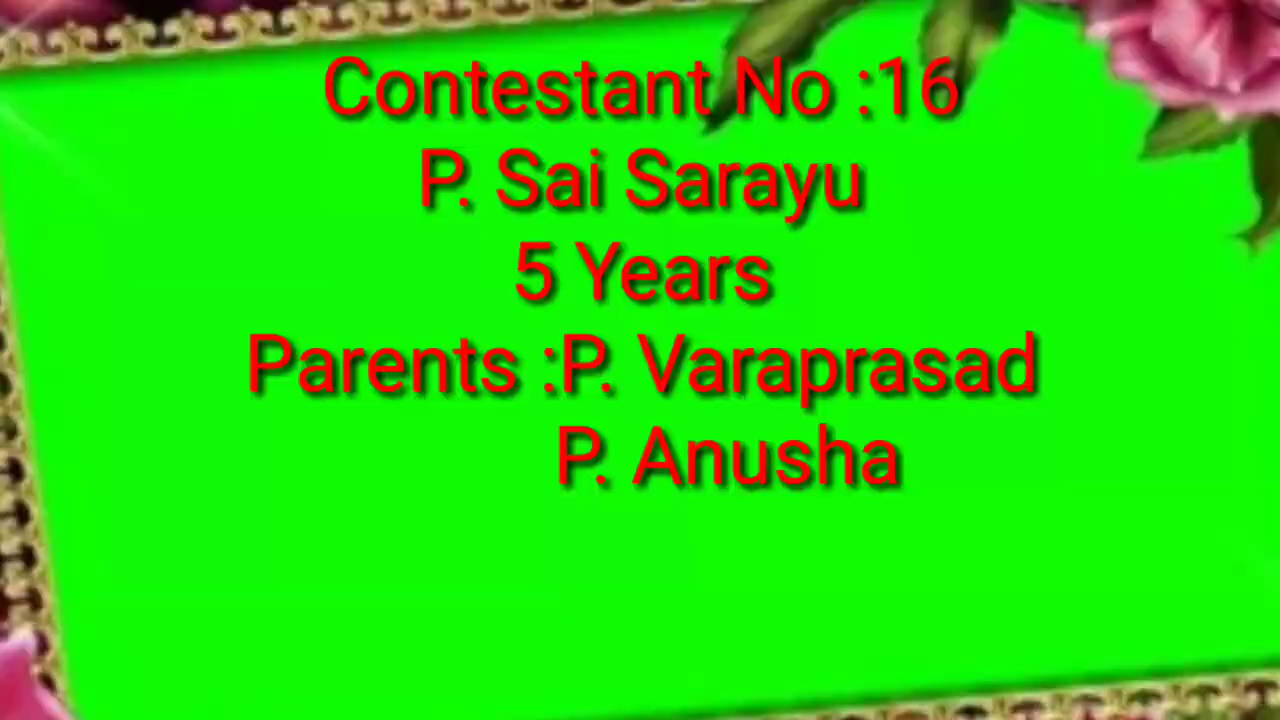 Contestant No :16
P. Sai Sarayu
5 Years
Parents :P. Varaprasad
P. Anusha